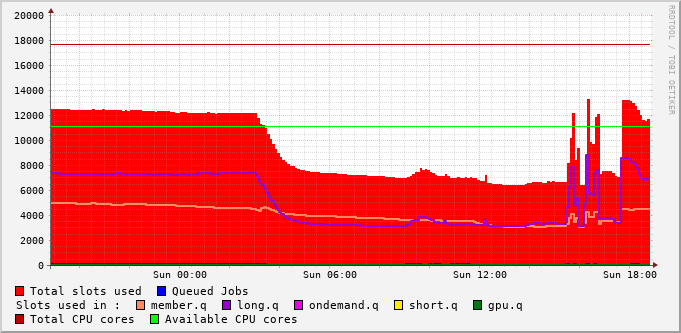 20000
18000
16000
14000
12000
10000
8000
6000
4000
2000
0
Sun 00:00 Sun 06:00 Sun 12:00 Sun 18:00
RRDTOOL / TOBI OETIKER
Total slots used Queued Jobs
Slots used in : member.q long.q ondemand.q short.q gpu.q
Total CPU cores Available CPU cores